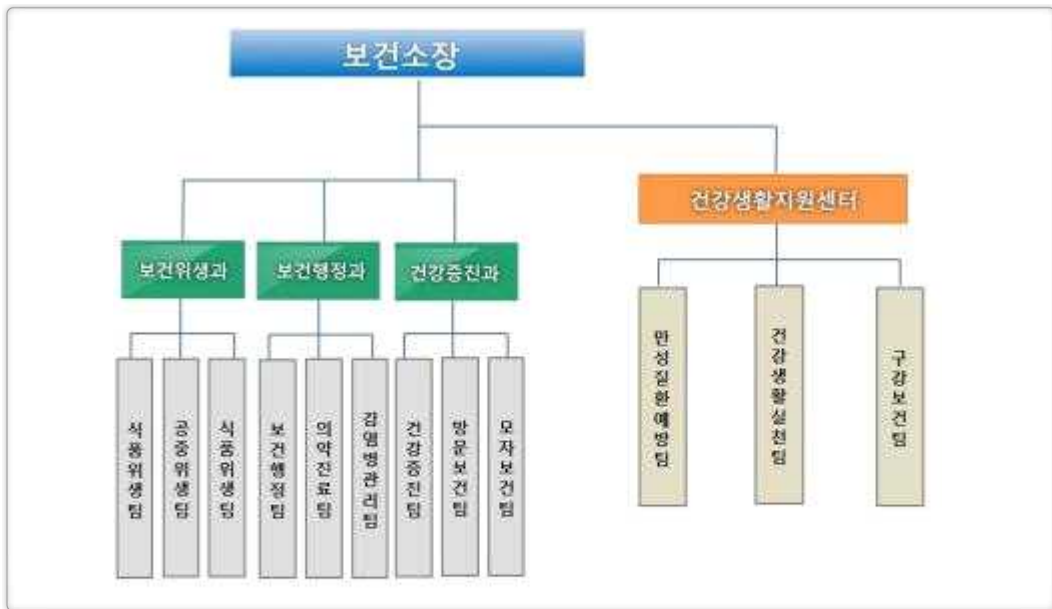 보건소장
건강생활지원센터
보건위생과
보건행정과
건강증진과
식품위생팀
공중위생팀
식품위생팀
보건행정팀
의약진료팀
감염병관리팀
건강증진팀
방문보건팀
모자보건팀
만성질환예방팀
건강생활실천팀
구강보건팀